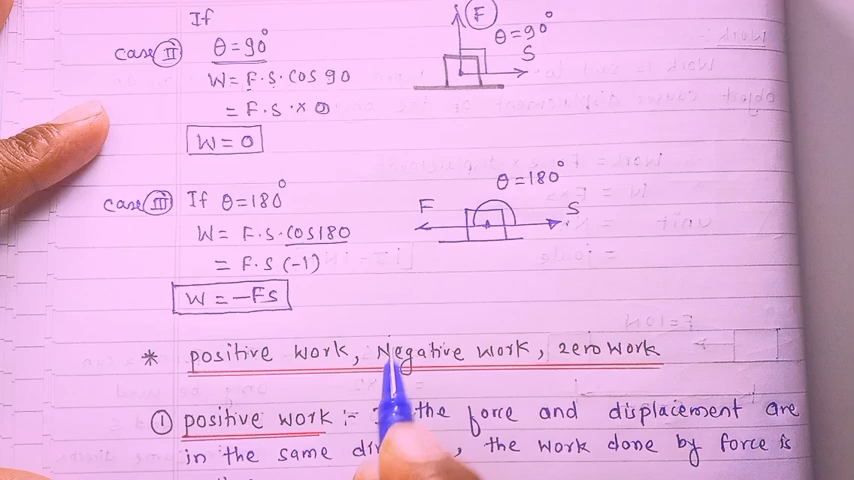 If
Case II θ=90°
W= F·S·cos 90
= F·S·×0
W=0
F
θ=90°
S
Case III If θ=180°
W= F·S·cos180
= F·S (-1)
W=-Fs
θ=180°
F S
* positive work, Negative work, zero work
① positive work :- the force and displacement are
in the same , the work done by force is